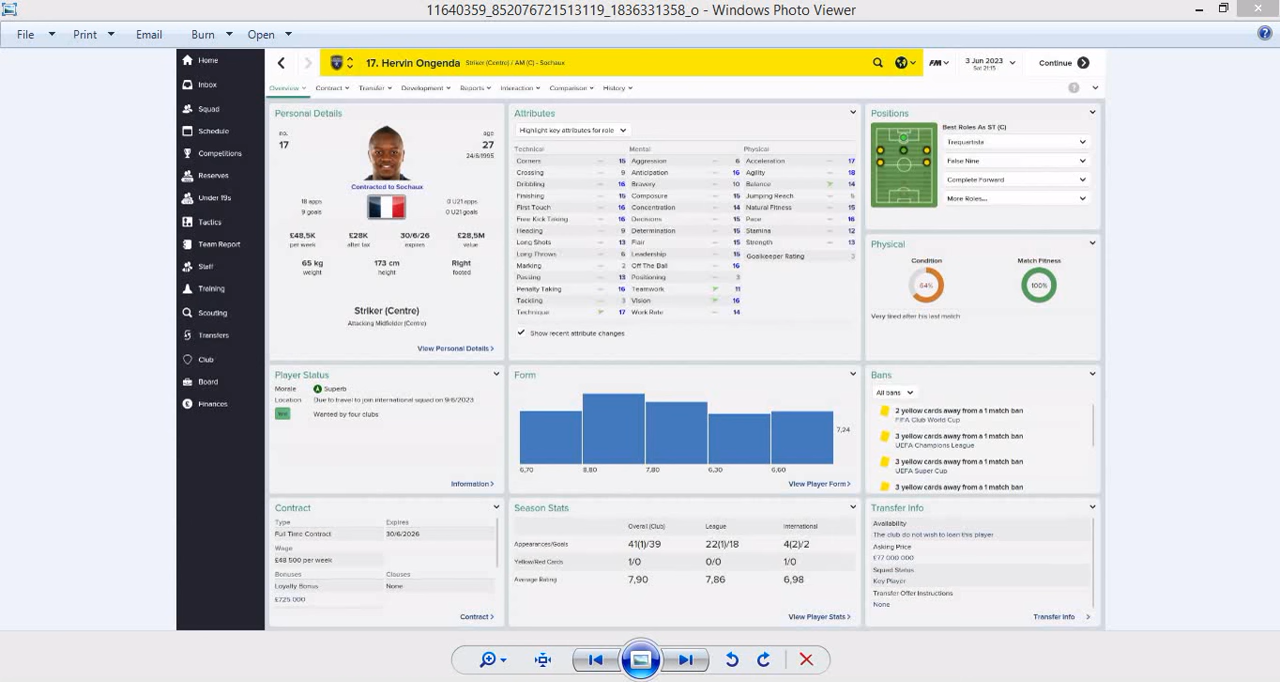 11640359_852076721513119_1836331358_o - Windows Photo Viewer
File Print Email Burn Open
Home
Inbox
Squad
Schedule
Competitions
Reserves
Under 19s
Tactics
Team Report
Staff
Training
Scouting
Transfers
Club
Board
Finances
17. Hervin Ongenda Striker (Centre) / AM (C) - Sochaux
FM
3 Jun 2023
Sat 21:15
Continue
Overview Contract Transfer Development Reports Interaction Comparison History
Personal Details
no.
17
age
27
24/6/1995
Contracted to Sochaux
18 apps
9 goals
0 U21 apps
0 U21 goals
£48,5K £28K 30/6/26 £28,5M
per week after tax expires value
65 kg 173 cm Right
weight height footed
Striker (Centre)
Attacking Midfielder (Centre)
View Personal Details >
Attributes
Highlight key attributes for role
Technical Mental Physical
Corners 15 Aggression 6 Acceleration 17
Crossing 9 Anticipation 16 Agility 18
Dribbling 16 Bravery 10 Balance 14
Finishing 15 Composure 15 Jumping Reach 5
First Touch 16 Concentration 14 Natural Fitness 15
Free Kick Taking 16 Decisions 15 Pace 16
Heading 9 Determination 15 Stamina 12
Long Shots 13 Flair 15 Strength 13
Long Throws 6 Leadership 15 Goalkeeper Rating
Marking 2 Off The Ball 16
Passing 13 Positioning 3
Penalty Taking 16 Teamwork 11
Tackling 3 Vision 16
Technique 17 Work Rate 14
Show recent attribute changes
Positions
Best Roles As ST (C)
Trequartista
False Nine
Complete Forward
More Roles...
Physical
Condition Match Fitness
64% 100%
Very tired after his last match
Player Status
Morale Superb
Location Due to travel to join international squad on 9/6/2023
Wanted by four clubs
Information >
Form
7,24
6,70 8,80 7,80 6,30 6,60
View Player Form >
Bans
All bans
2 yellow cards away from a 1 match ban
FIFA Club World Cup
3 yellow cards away from a 1 match ban
UEFA Champions League
3 yellow cards away from a 1 match ban
UEFA Super Cup
3 yellow cards away from a 1 match ban
Contract
Type Expires
Full Time Contract 30/6/2026
Wage
£48 500 per week
Bonuses Clauses
Loyalty Bonus None
£725 000
Contract >
Season Stats
Overall (Club) League International
Appearances/Goals 41(1)/39 22(1)/18 4(2)/2
Yellow/Red Cards 1/0 0/0 1/0
Average Rating 7,90 7,86 6,98
View Player Stats >
Transfer Info
Availability
The club do not wish to loan this player
Asking Price
£77 000 000
Squad Status
Key Player
Transfer Offer Instructions
None
Transfer Info >